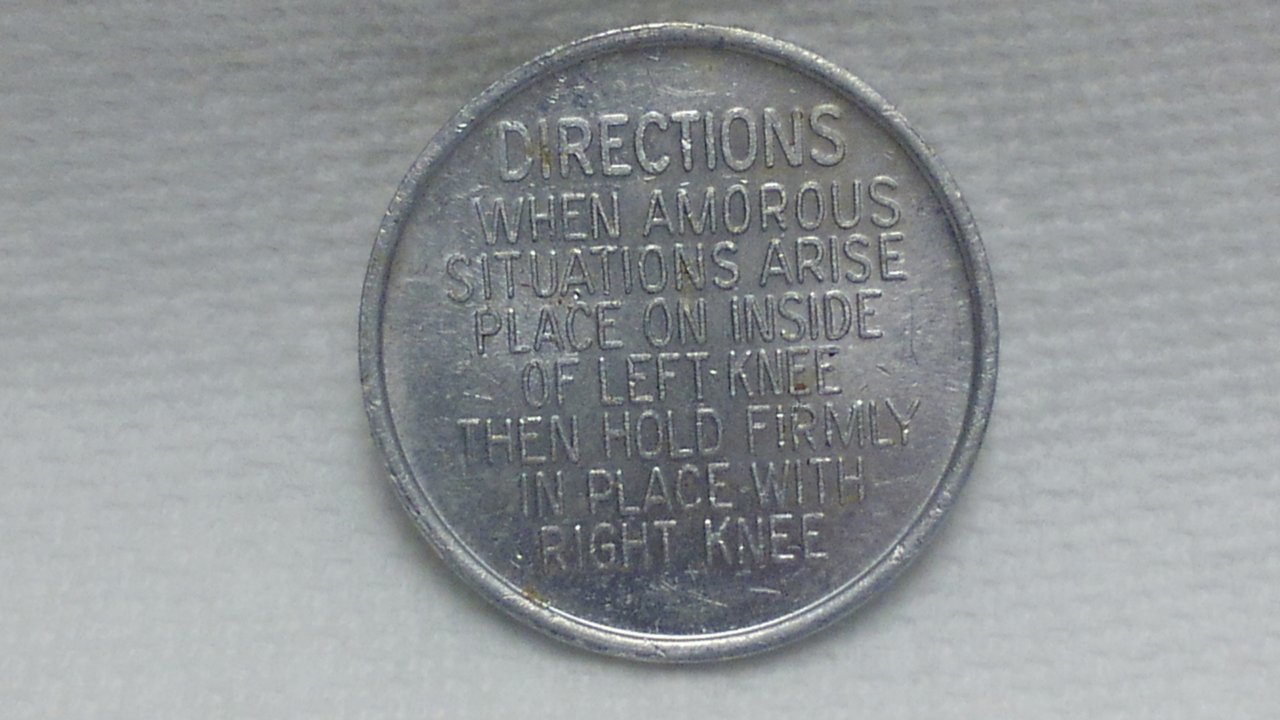 DIRECTIONS
WHEN AMOROUS
SITUATIONS ARISE
PLACE ON INSIDE
OF LEFT KNEE
THEN HOLD FIRMLY
IN PLACE WITH
RIGHT KNEE